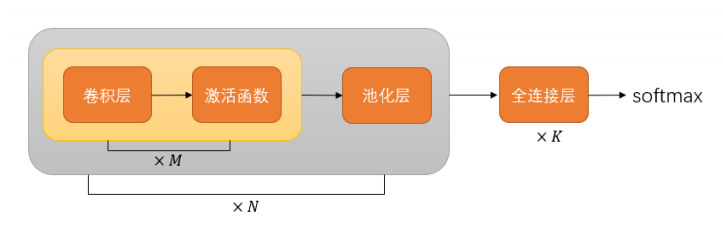 卷积层
激活函数
池化层
全连接层
softmax
× M
× K
× N